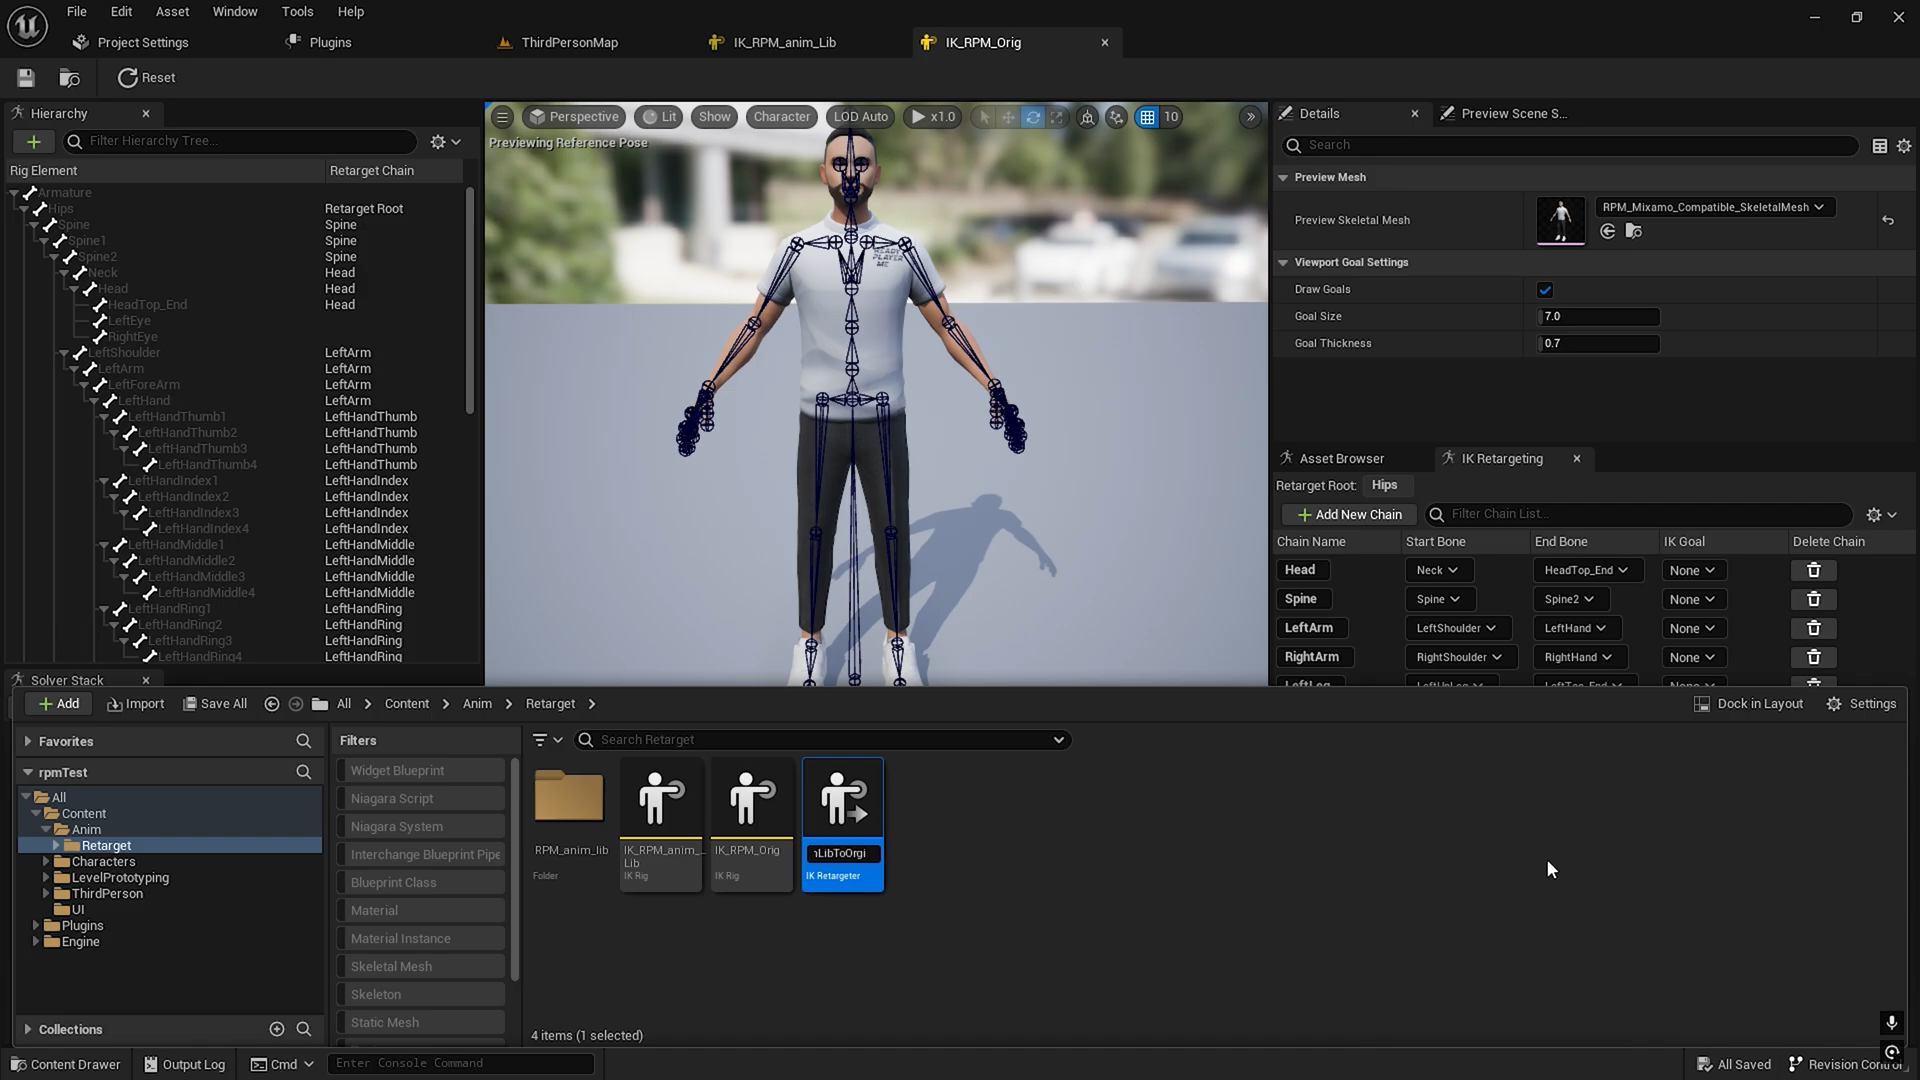 File Edit Asset Window Tools Help
Project Settings Plugins ThirdPersonMap IK_RPM_anim_Lib IK_RPM_Orig
Reset
Hierarchy
Filter Hierarchy Tree...
Rig Element Retarget Chain
Armature
Hips Retarget Root
Spine Spine
Spine1 Spine
Spine2 Spine
Neck Head
Head Head
HeadTop_End Head
LeftEye
RightEye
LeftShoulder LeftArm
LeftArm LeftArm
LeftForeArm LeftArm
LeftHand LeftArm
LeftHandThumb1 LeftHandThumb
LeftHandThumb2 LeftHandThumb
LeftHandThumb3 LeftHandThumb
LeftHandThumb4 LeftHandThumb
LeftHandIndex1 LeftHandIndex
LeftHandIndex2 LeftHandIndex
LeftHandIndex3 LeftHandIndex
LeftHandIndex4 LeftHandIndex
LeftHandMiddle1 LeftHandMiddle
LeftHandMiddle2 LeftHandMiddle
LeftHandMiddle3 LeftHandMiddle
LeftHandMiddle4 LeftHandMiddle
LeftHandRing1 LeftHandRing
LeftHandRing2 LeftHandRing
LeftHandRing3 LeftHandRing
LeftHandRing4 LeftHandRing
Solver Stack
Perspective Lit Show Character LOD Auto x1.0 10
Previewing Reference Pose
READY
PLAYER
ME
Details Preview Scene S...
Search
Preview Mesh
Preview Skeletal Mesh RPM_Mixamo_Compatible_SkeletalMesh
Viewport Goal Settings
Draw Goals
Goal Size 7.0
Goal Thickness 0.7
Asset Browser IK Retargeting
Retarget Root: Hips
Add New Chain Filter Chain List...
Chain Name Start Bone End Bone IK Goal Delete Chain
Head Neck HeadTop_End None
Spine Spine Spine2 None
LeftArm LeftShoulder LeftHand None
RightArm RightShoulder RightHand None
LeftLeg LeftUpLeg LeftToe_End None
Add Import Save All All Content Anim Retarget Dock in Layout Settings
Favorites
rpmTest
All
Content
Anim
Retarget
Characters
LevelPrototyping
ThirdPerson
UI
Plugins
Engine
Collections
Filters
Widget Blueprint
Niagara Script
Niagara System
Interchange Blueprint Pipe
Blueprint Class
Material
Material Instance
Skeletal Mesh
Skeleton
Static Mesh
Search Retarget
RPM_anim_lib
Folder
IK_RPM_anim_
Lib
IK Rig
IK_RPM_Orig
IK Rig
nLibToOrgi
IK Retargeter
4 items (1 selected)
Content Drawer Output Log Cmd Enter Console Command All Saved Revision Control